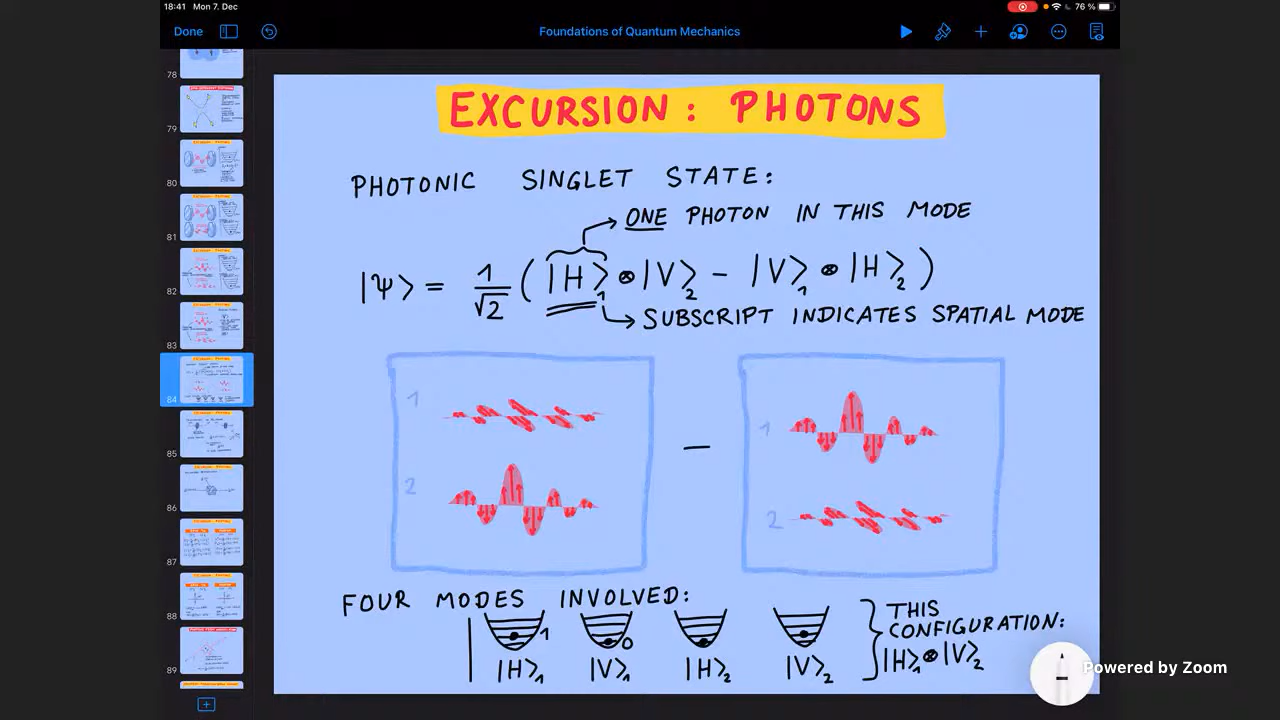 18:41 Mon 7. Dec
76 %
Done
Foundations of Quantum Mechanics
78
79
80
81
82
83
84
85
86
87
88
89
EXCURSION: PHOTONS
PHOTONIC SINGLET STATE:
ONE PHOTON IN THIS MODE
|Ψ⟩ = 1/√2 ( |H⟩₁ ⊗ |V⟩₂ − |V⟩₁ ⊗ |H⟩₂ )
SUBSCRIPT INDICATES SPATIAL MODE
1
2
−
1
2
FOUR MODES INVOLVED:
1
0
|H⟩₁ |V⟩₁ |H⟩₂ |V⟩₂
THIS
CONFIGURATION:
|H⟩₁ ⊗ |V⟩₂
Powered by Zoom